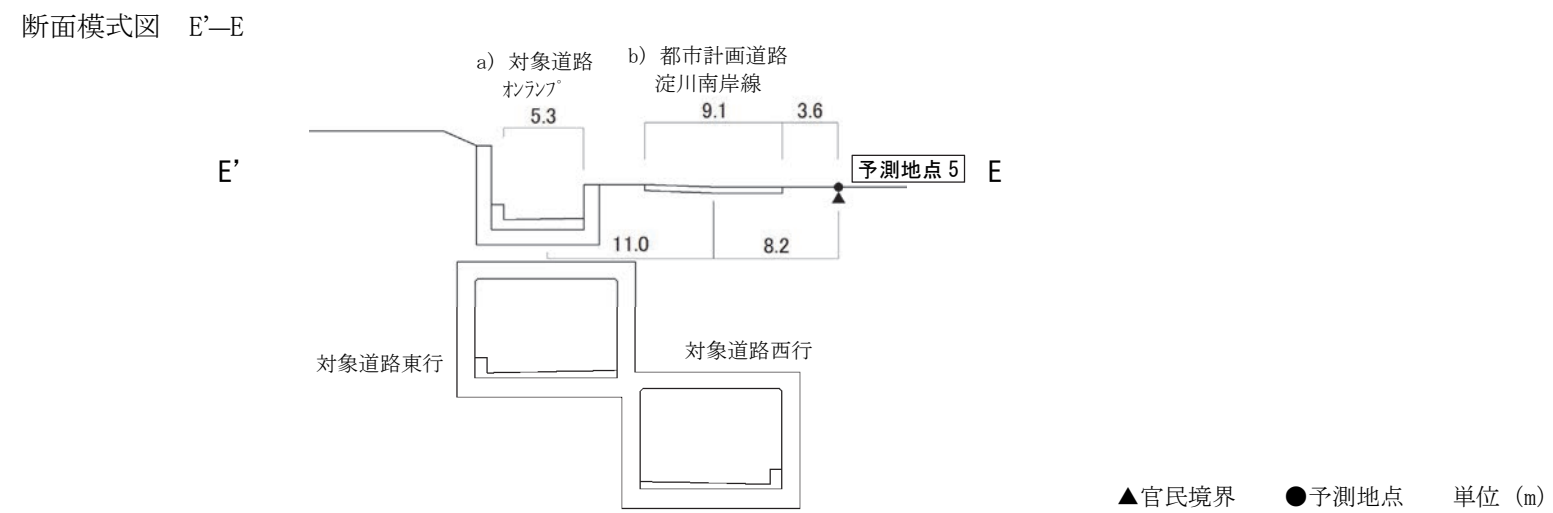 断面模式図 E’―E
a) 対象道路
ｵﾝﾗﾝﾌﾟ
b) 都市計画道路
淀川南岸線
5.3
9.1
3.6
E’
予測地点 5
E
11.0
8.2
対象道路東行
対象道路西行
▲官民境界 ●予測地点 単位 (m)